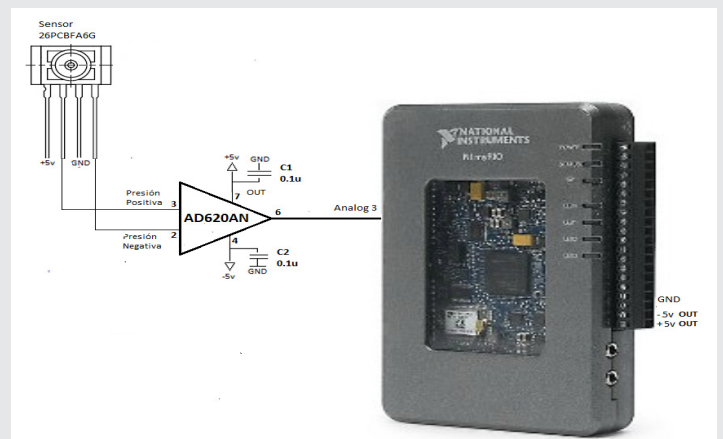 Sensor
26PCBFA6G
+5v GND
+5v GND C1
0.1u
OUT
7
Presión
Positiva 3
AD620AN
6
Analog 3
Presión
Negativa 2
4
C2
0.1u
GND
-5v
NATIONAL
INSTRUMENTS
GND
-5v OUT
+5v OUT